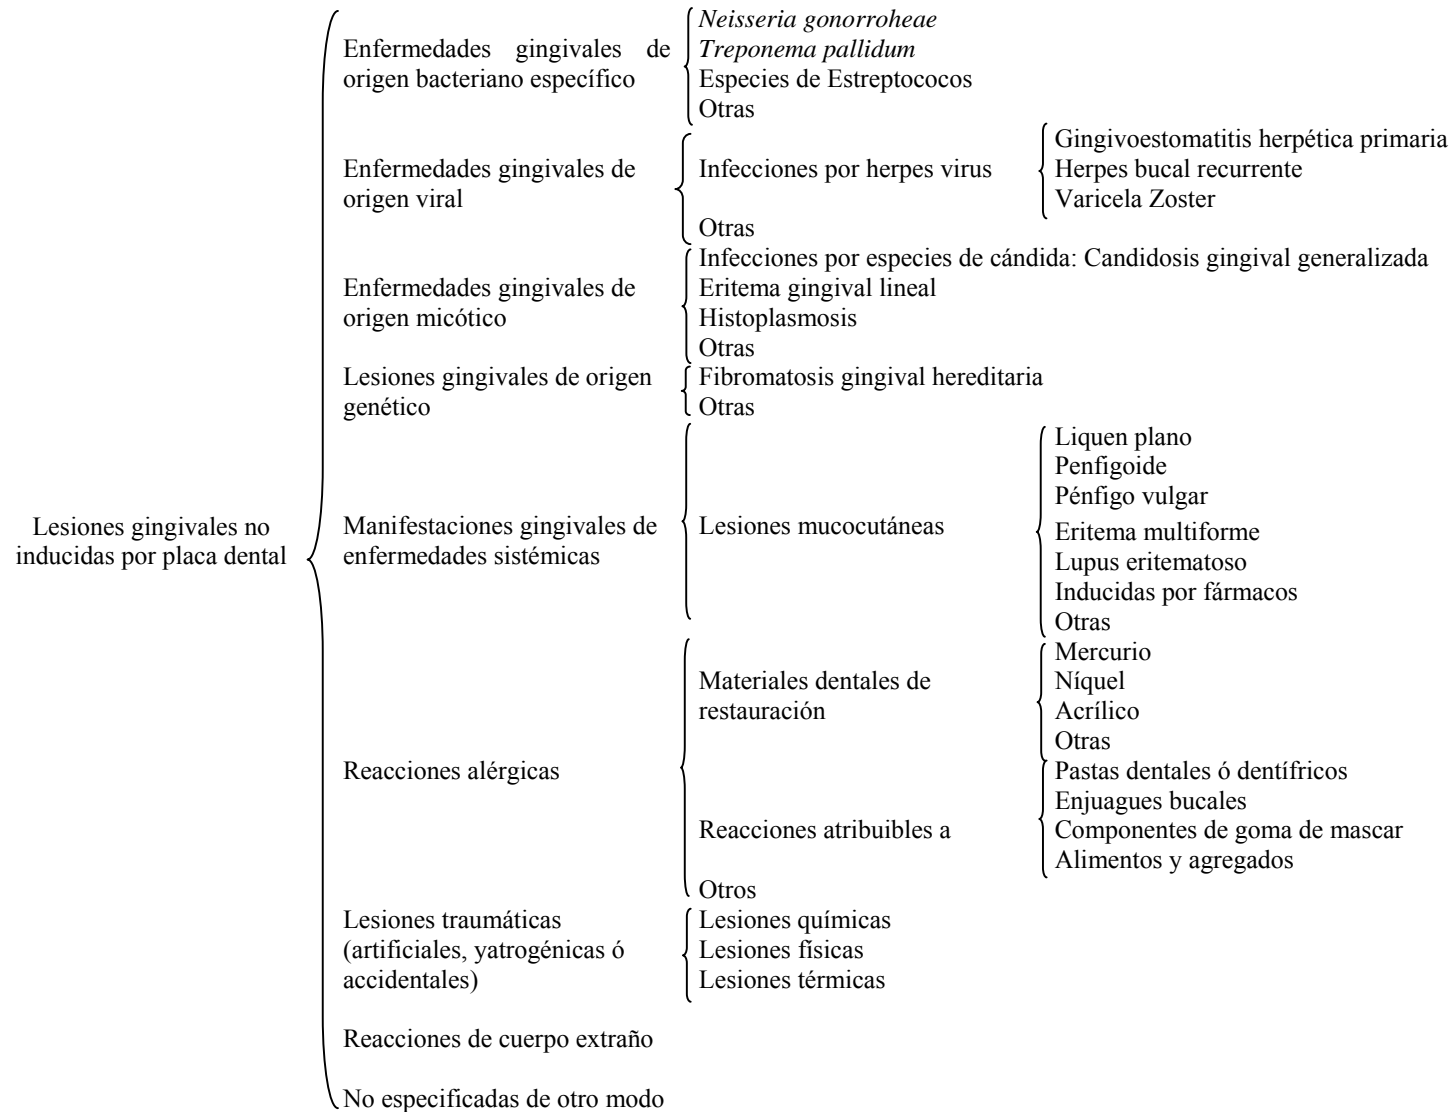 Lesiones gingivales no
inducidas por placa dental
Enfermedades gingivales de
origen bacteriano específico
Neisseria gonorroheae
Treponema pallidum
Especies de Estreptococos
Otras
Enfermedades gingivales de
origen viral
Infecciones por herpes virus
Gingivoestomatitis herpética primaria
Herpes bucal recurrente
Varicela Zoster
Otras
Enfermedades gingivales de
origen micótico
Infecciones por especies de cándida: Candidosis gingival generalizada
Eritema gingival lineal
Histoplasmosis
Otras
Lesiones gingivales de origen
genético
Fibromatosis gingival hereditaria
Otras
Manifestaciones gingivales de
enfermedades sistémicas
Lesiones mucocutáneas
Liquen plano
Penfigoide
Pénfigo vulgar
Eritema multiforme
Lupus eritematoso
Inducidas por fármacos
Otras
Reacciones alérgicas
Materiales dentales de
restauración
Mercurio
Níquel
Acrílico
Otras
Reacciones atribuibles a
Pastas dentales ó dentífricos
Enjuagues bucales
Componentes de goma de mascar
Alimentos y agregados
Otros
Lesiones traumáticas
(artificiales, yatrogénicas ó
accidentales)
Lesiones químicas
Lesiones físicas
Lesiones térmicas
Reacciones de cuerpo extraño
No especificadas de otro modo